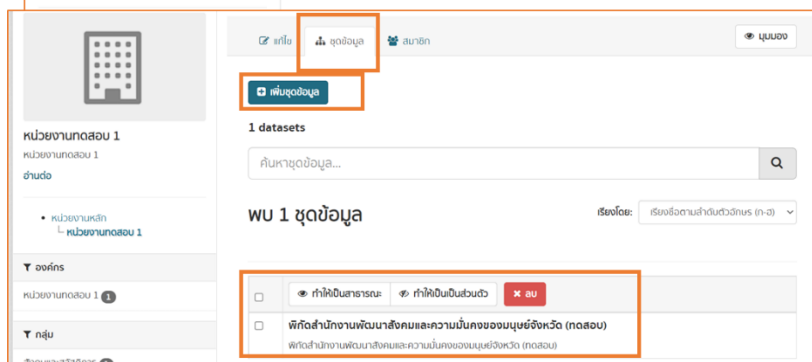 แก้ไข
ชุดข้อมูล
สมาชิก
มุมมอง
เพิ่มชุดข้อมูล
1 datasets
ค้นหาชุดข้อมูล...
พบ 1 ชุดข้อมูล
เรียงโดย:
เรียงชื่อตามลำดับตัวอักษร (ก-ฮ)
ทำให้เป็นสาธารณะ
ทำให้เป็นเป็นส่วนตัว
ลบ
พิกัดสำนักงานพัฒนาสังคมและความมั่นคงของมนุษย์จังหวัด (ทดสอบ)
พิกัดสำนักงานพัฒนาสังคมและความมั่นคงของมนุษย์จังหวัด (ทดสอบ)
หน่วยงานทดสอบ 1
หน่วยงานทดสอบ 1
อ่านต่อ
หน่วยงานหลัก
หน่วยงานทดสอบ 1
องค์กร
หน่วยงานทดสอบ 1 1
กลุ่ม